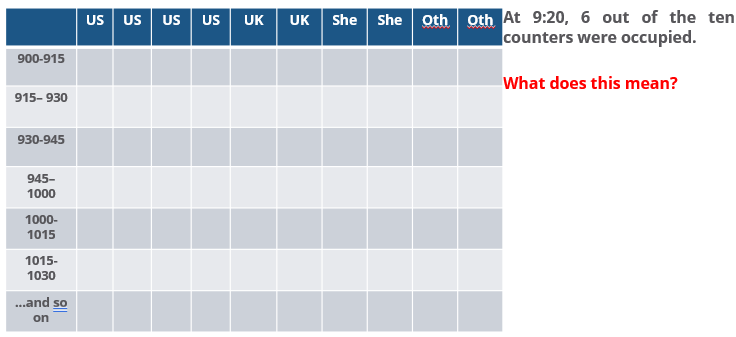 US US US US UK UK She She Oth Oth
900-915
915– 930
930-945
945–
1000
1000-
1015
1015-
1030
...and so
on
At 9:20, 6 out of the ten
counters were occupied.
What does this mean?